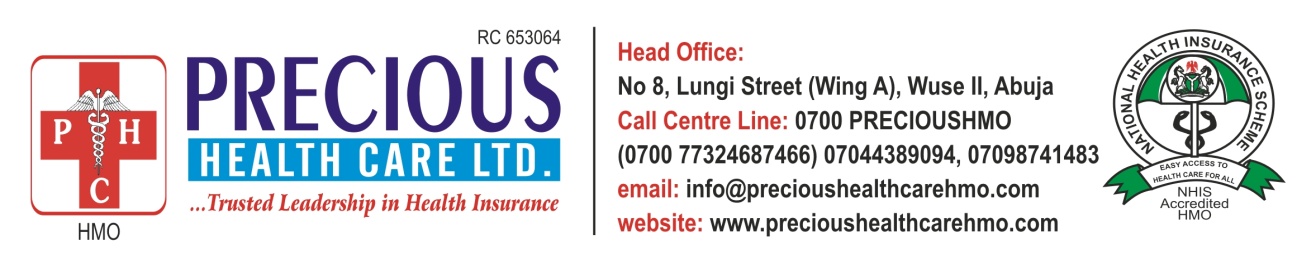 RC 653064
P H
C
HMO
PRECIOUS
HEALTH CARE LTD.
...Trusted Leadership in Health Insurance
Head Office:
No 8, Lungi Street (Wing A), Wuse II, Abuja
Call Centre Line: 0700 PRECIOUSHMO
(0700 77324687466) 07044389094, 07098741483
email: info@precioushealthcarehmo.com
website: www.precioushealthcarehmo.com
NATIONAL HEALTH INSURANCE SCHEME
EASY ACCESS TO
HEALTH CARE FOR ALL
NHIS
Accredited
HMO